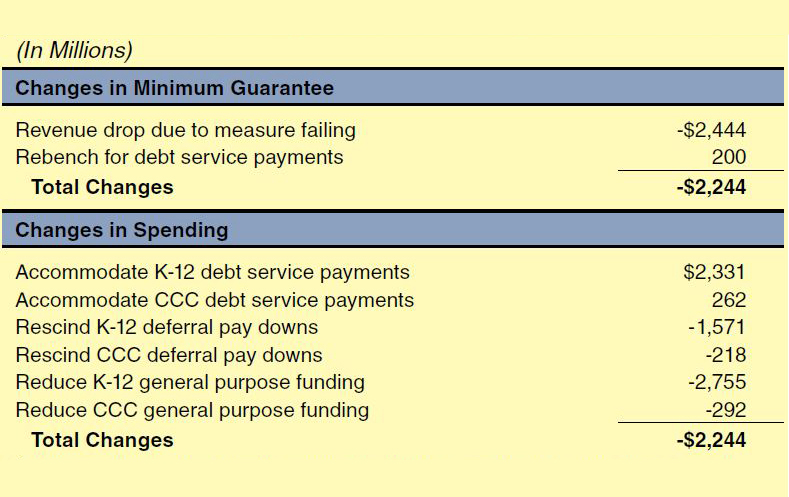 (In Millions)
Changes in Minimum Guarantee
Revenue drop due to measure failing -$2,444
Rebench for debt service payments 200
Total Changes -$2,244
Changes in Spending
Accommodate K-12 debt service payments $2,331
Accommodate CCC debt service payments 262
Rescind K-12 deferral pay downs -1,571
Rescind CCC deferral pay downs -218
Reduce K-12 general purpose funding -2,755
Reduce CCC general purpose funding -292
Total Changes -$2,244